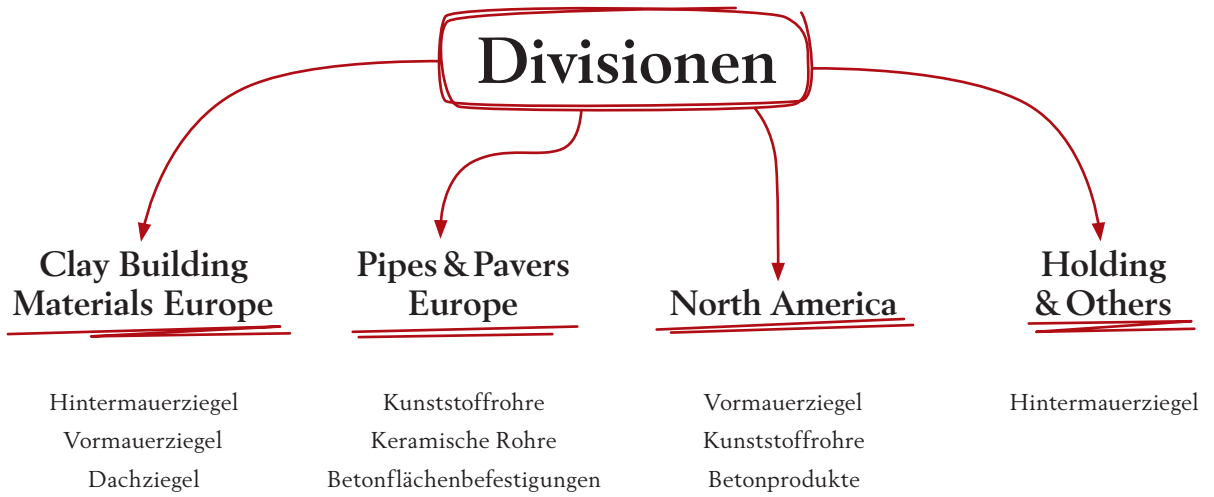 Divisionen
Clay Building
Materials Europe
Hintermauerziegel
Vormauerziegel
Dachziegel
Pipes & Pavers
Europe
Kunststoffrohre
Keramische Rohre
Betonflächenbefestigungen
North America
Vormauerziegel
Kunststoffrohre
Betonprodukte
Holding
& Others
Hintermauerziegel